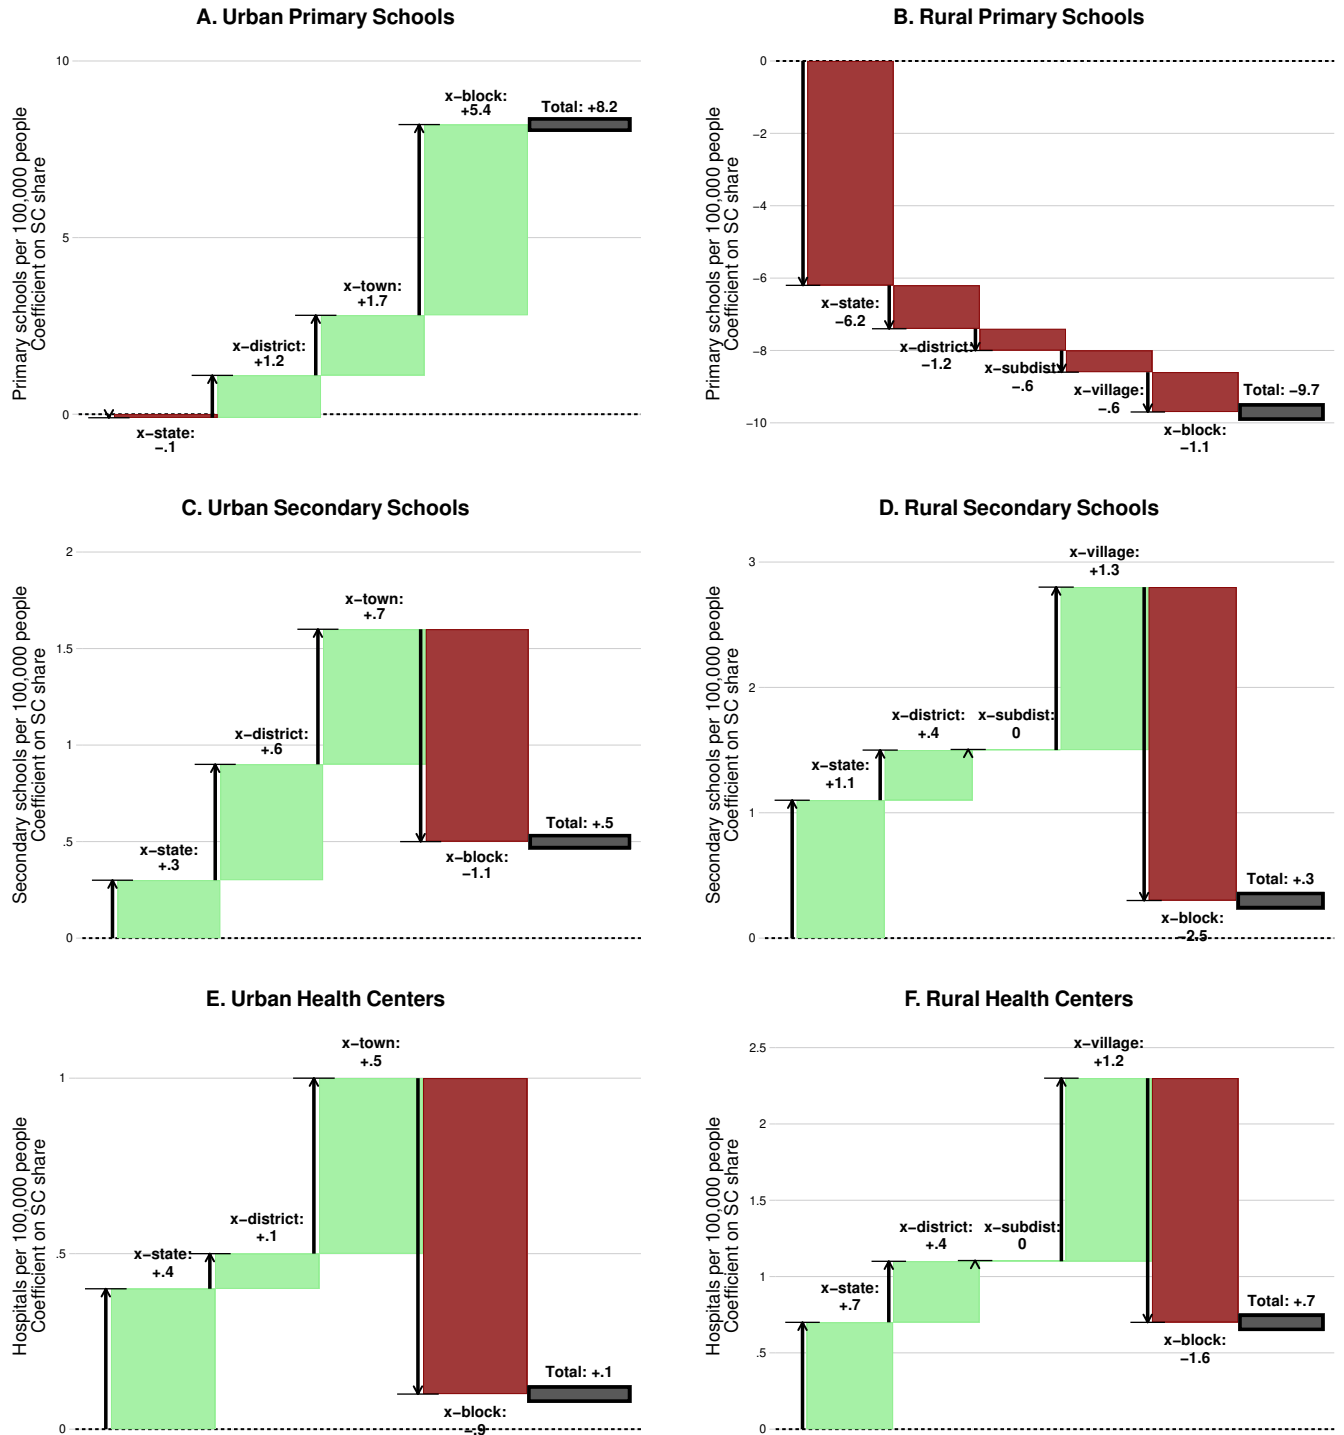 A. Urban Primary Schools
Primary schools per 100,000 people
Coefficient on SC share
10
5
0
x−state:
−.1
x−district:
+1.2
x−town:
+1.7
x−block:
+5.4
Total: +8.2
B. Rural Primary Schools
Primary schools per 100,000 people
Coefficient on SC share
0
−2
−4
−6
−8
−10
x−state:
−6.2
x−district:
−1.2
x−subdist:
−.6
x−village:
−.6
x−block:
−1.1
Total: −9.7
C. Urban Secondary Schools
Secondary schools per 100,000 people
Coefficient on SC share
2
1.5
1
.5
0
x−state:
+.3
x−district:
+.6
x−town:
+.7
x−block:
−1.1
Total: +.5
D. Rural Secondary Schools
Secondary schools per 100,000 people
Coefficient on SC share
3
2
1
0
x−state:
+1.1
x−district:
+.4
x−subdist:
0
x−village:
+1.3
x−block:
−2.5
Total: +.3
E. Urban Health Centers
Hospitals per 100,000 people
Coefficient on SC share
1
.5
0
x−state:
+.4
x−district:
+.1
x−town:
+.5
x−block:
−.9
Total: +.1
F. Rural Health Centers
Hospitals per 100,000 people
Coefficient on SC share
2.5
2
1.5
1
.5
0
x−state:
+.7
x−district:
+.4
x−subdist:
0
x−village:
+1.2
x−block:
−1.6
Total: +.7